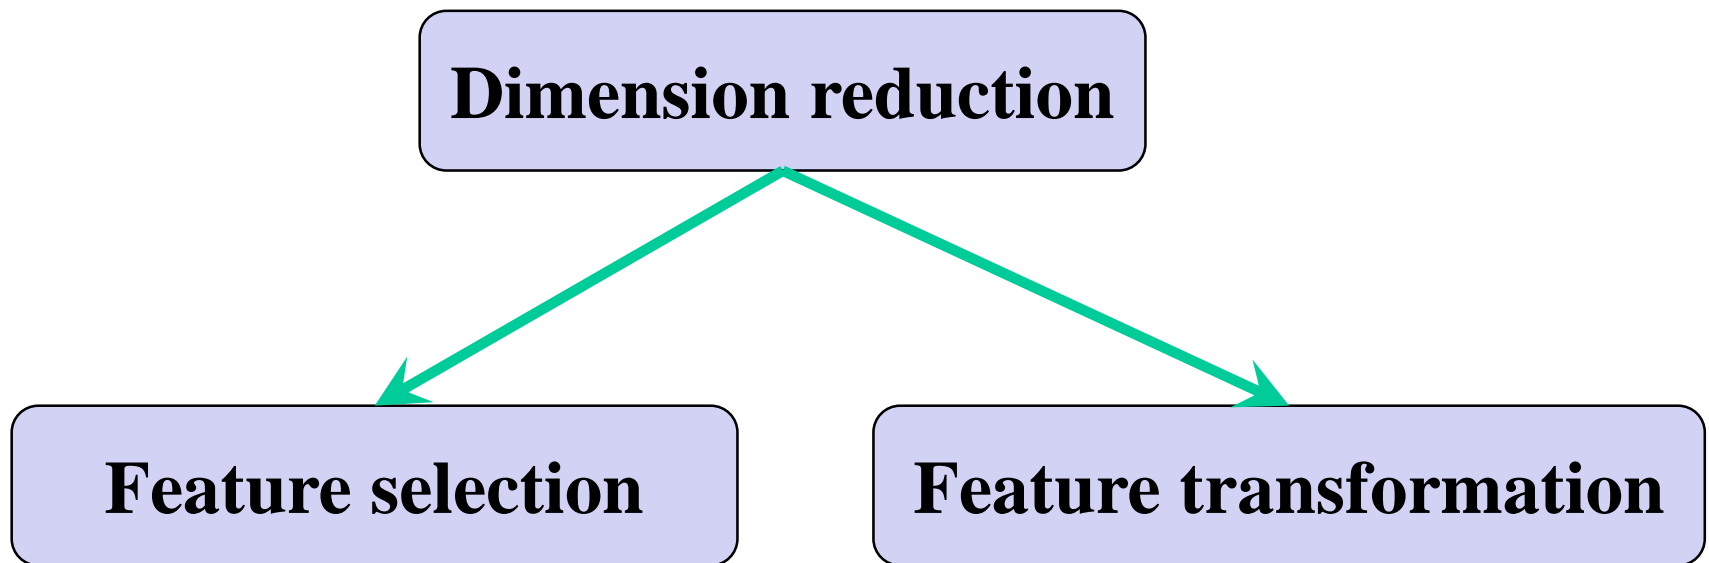 Dimension reduction
Feature selection
Feature transformation